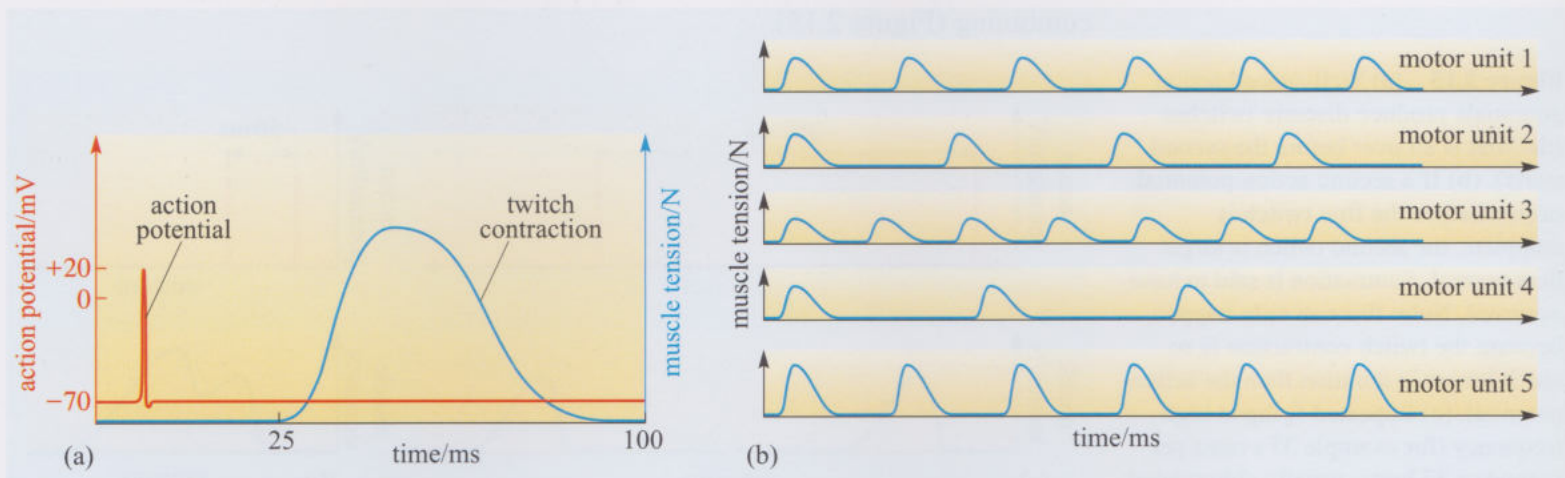 action potential/mV
+20
0
−70
action
potential
twitch
contraction
muscle tension/N
25
100
time/ms
(a)
muscle tension/N
motor unit 1
motor unit 2
motor unit 3
motor unit 4
motor unit 5
time/ms
(b)